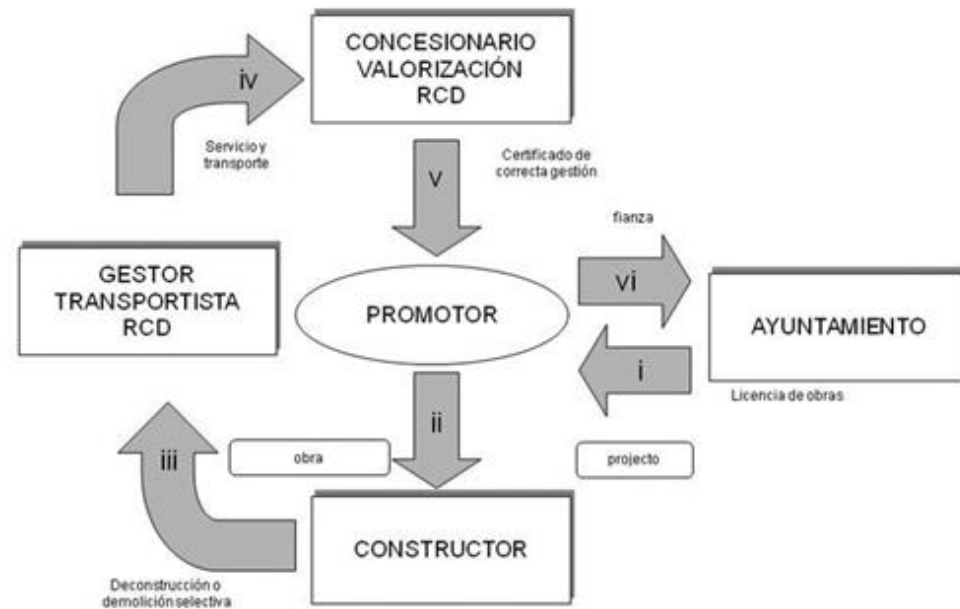 CONCESIONARIO
VALORIZACIÓN
RCD
iv
Servicio y
transporte
v
Certificado de
correcta gestión
fianza
vi
GESTOR
TRANSPORTISTA
RCD
PROMOTOR
AYUNTAMIENTO
i
Licencia de obras
ii
iii
obra
projecto
CONSTRUCTOR
Deconstrucción o
demolición selectiva